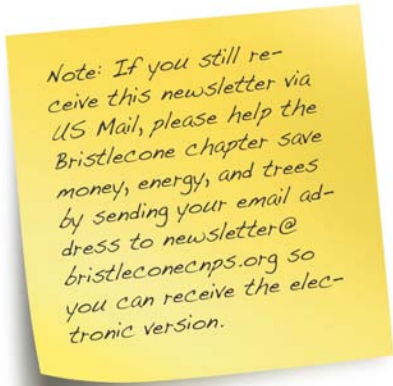 Note: If you still re-
ceive this newsletter via
US Mail, please help the
Bristlecone chapter save
money, energy, and trees
by sending your email ad-
dress to newsletter@
bristleconecnps.org so
you can receive the elec-
tronic version.